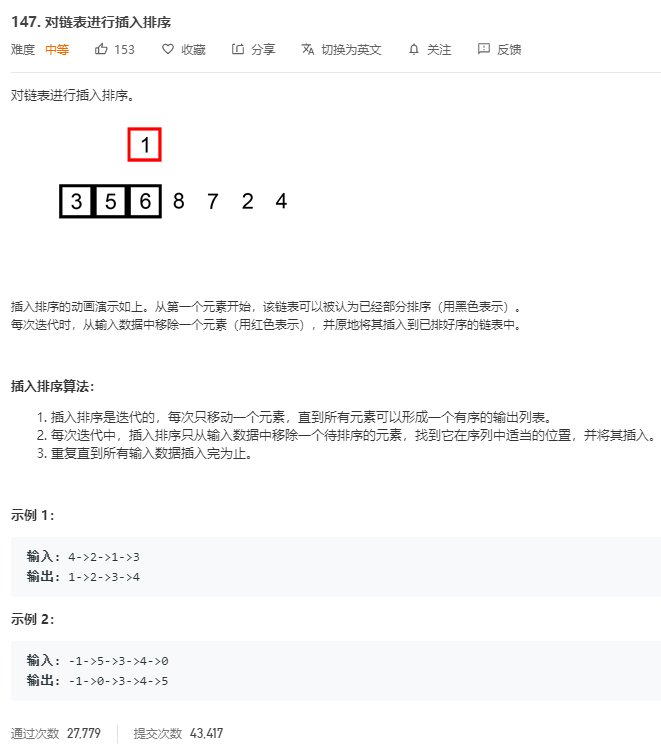 147. 对链表进行插入排序
难度 中等 153 收藏 分享 切换为英文 关注 反馈
对链表进行插入排序。
1
3 5 6 8 7 2 4
插入排序的动画演示如上。从第一个元素开始，该链表可以被认为已经部分排序（用黑色表示）。
每次迭代时，从输入数据中移除一个元素（用红色表示），并原地将其插入到已排好序的链表中。
插入排序算法：
1. 插入排序是迭代的，每次只移动一个元素，直到所有元素可以形成一个有序的输出列表。
2. 每次迭代中，插入排序只从输入数据中移除一个待排序的元素，找到它在序列中适当的位置，并将其插入。
3. 重复直到所有输入数据插入完为止。
示例 1：
输入: 4->2->1->3
输出: 1->2->3->4
示例 2：
输入: -1->5->3->4->0
输出: -1->0->3->4->5
通过次数 27,779 提交次数 43,417